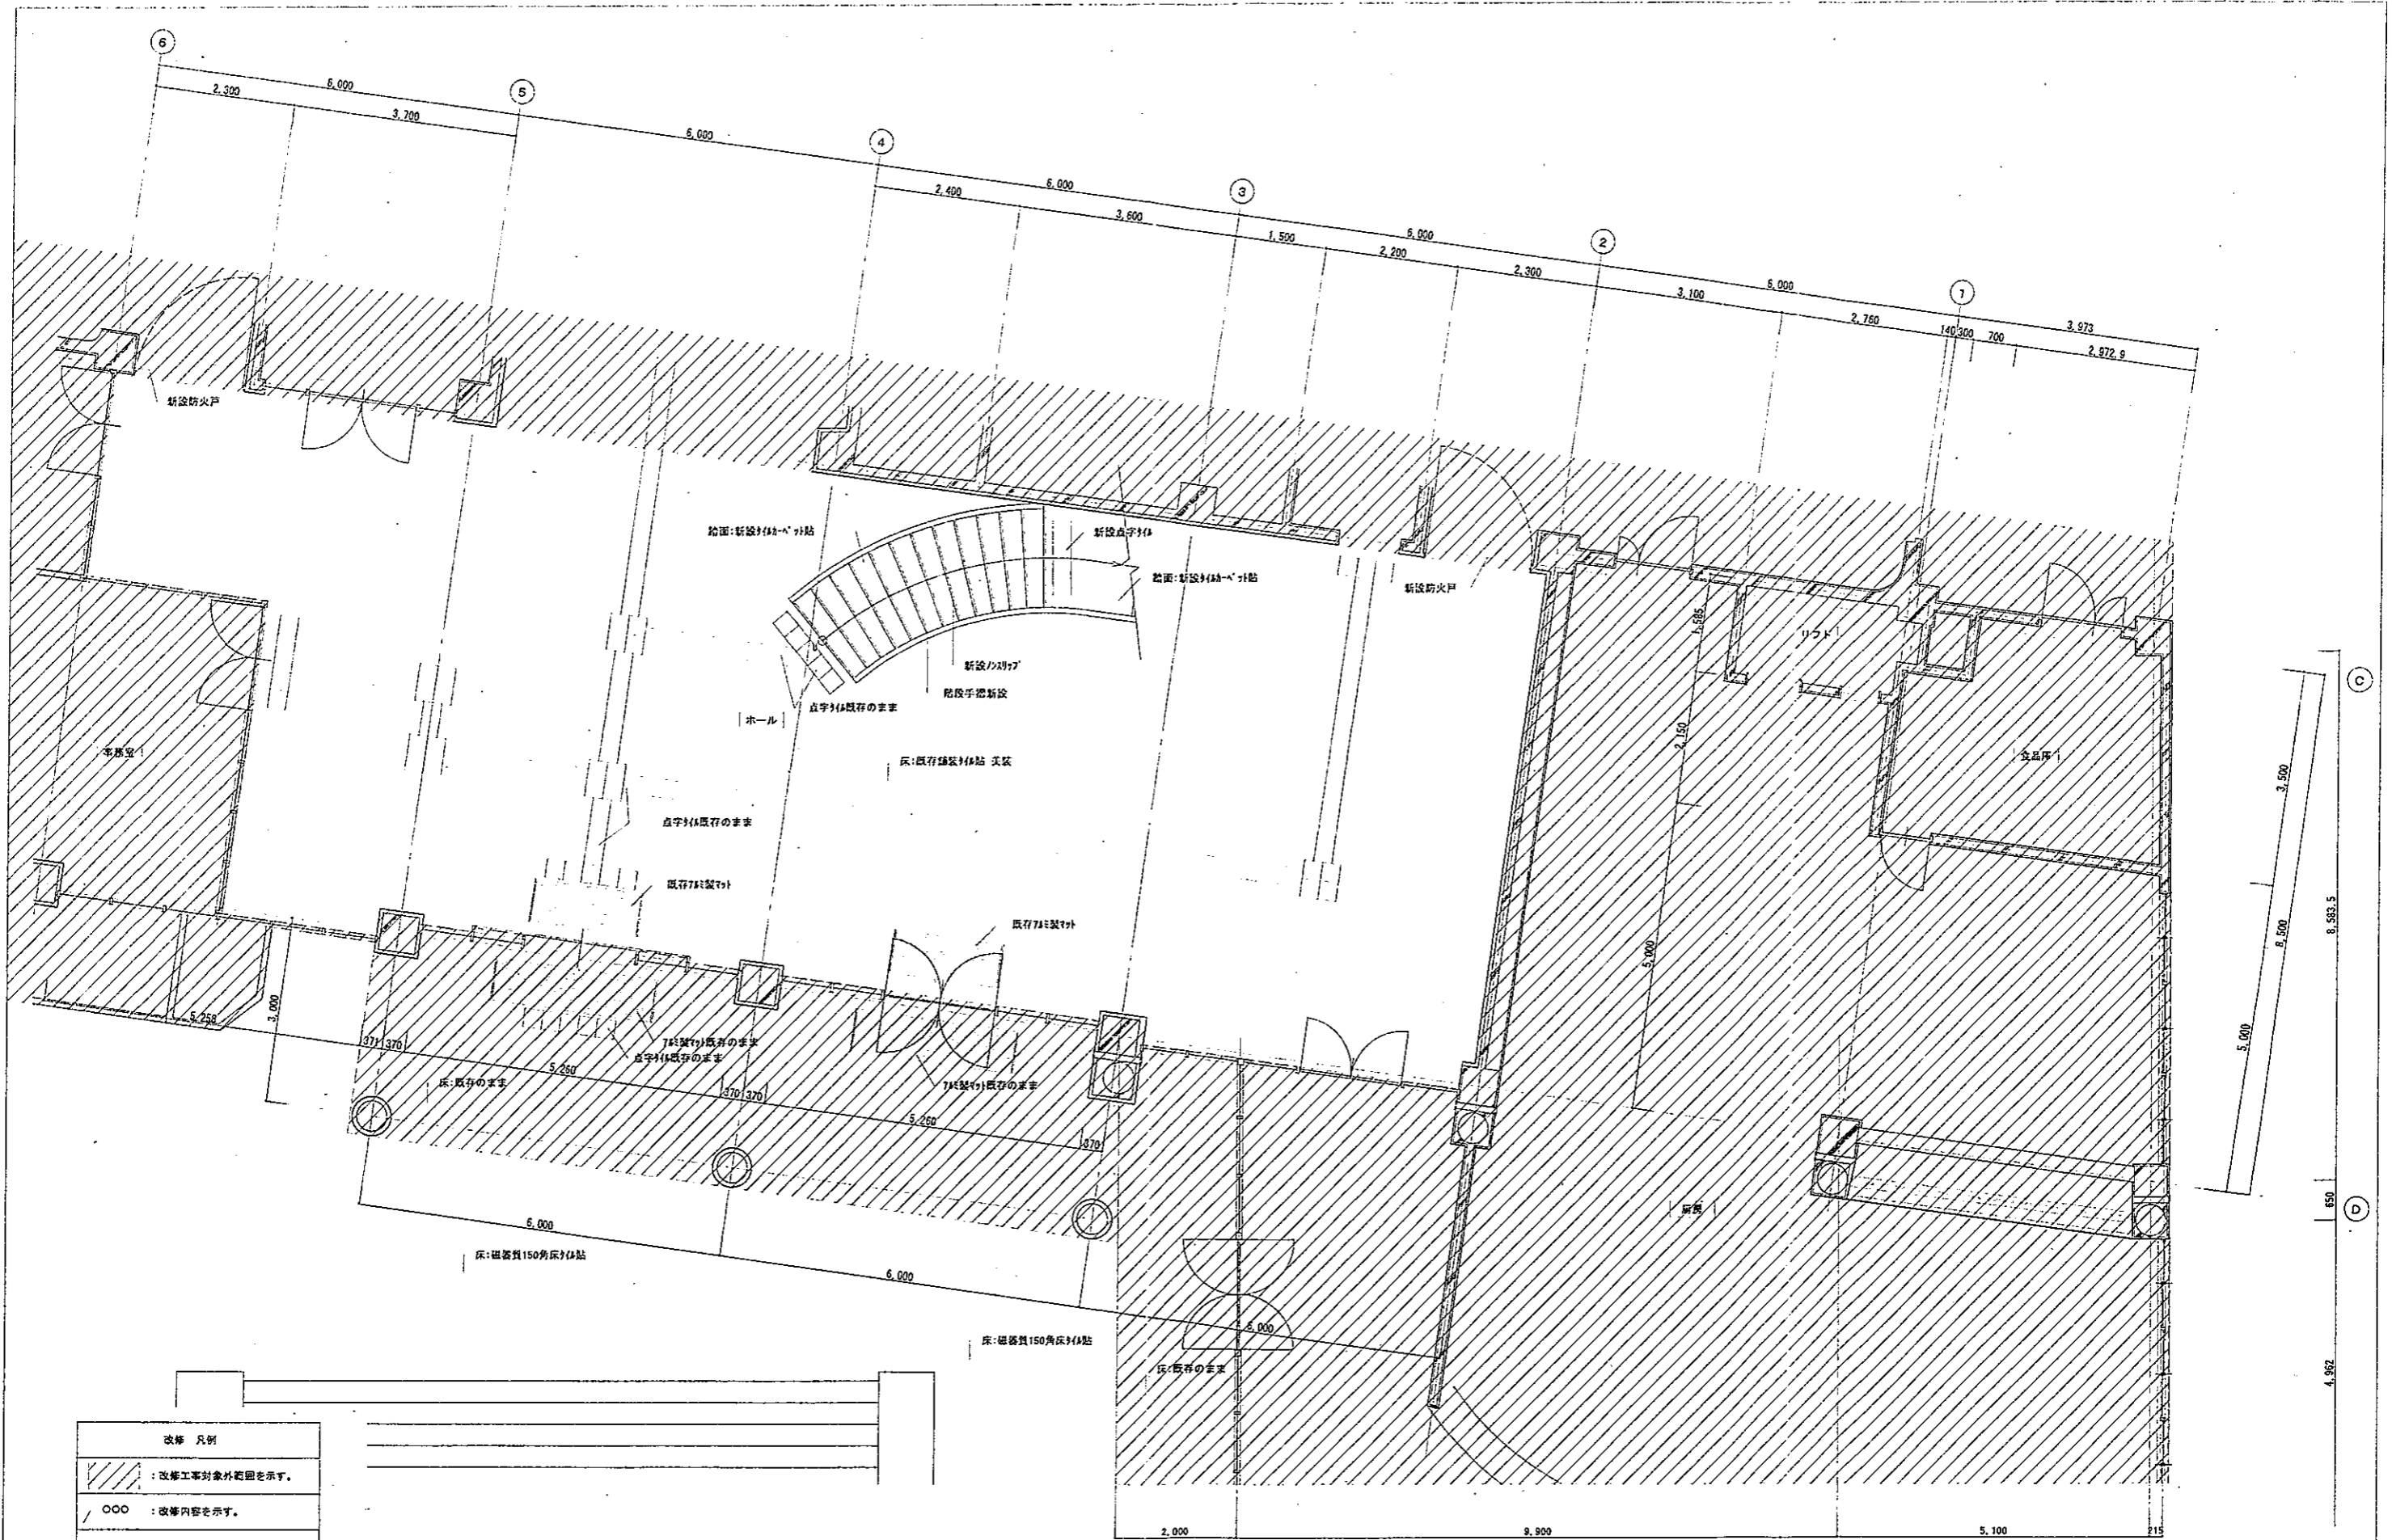 6
6,000
5
2,300
3,700
6,000
4
6,000
3
2,400
3,600
6,000
2
1,500
2,200
2,300
6,000
1
3,100
2,760
140
300
700
3,973
2,972.9
新設防火戸
踏面:新設タイルカーペット貼
新設点字タイル
踏面:新設タイルカーペット貼
新設防火戸
1,585
リフト
新設ノンスリップ
階段手摺新設
点字タイル既存のまま
ホール
C
事務室
床:既存舗装タイル貼 美装
2,150
食品庫
3,500
点字タイル既存のまま
既存アルミ製マット
既存アルミ製マット
8,583.5
8,500
5,000
5,000
3,000
5,258
371
370
アルミ製マット既存のまま
点字タイル既存のまま
5,260
床:既存のまま
370
370
アルミ製マット既存のまま
5,260
370
650
D
厨房
6,000
床:磁器質150角床タイル貼
6,000
床:磁器質150角床タイル貼
6,000
床:既存のまま
4,962
改修 凡例
:改修工事対象外範囲を示す。
○○○ :改修内容を示す。
2,000
9,900
5,100
215